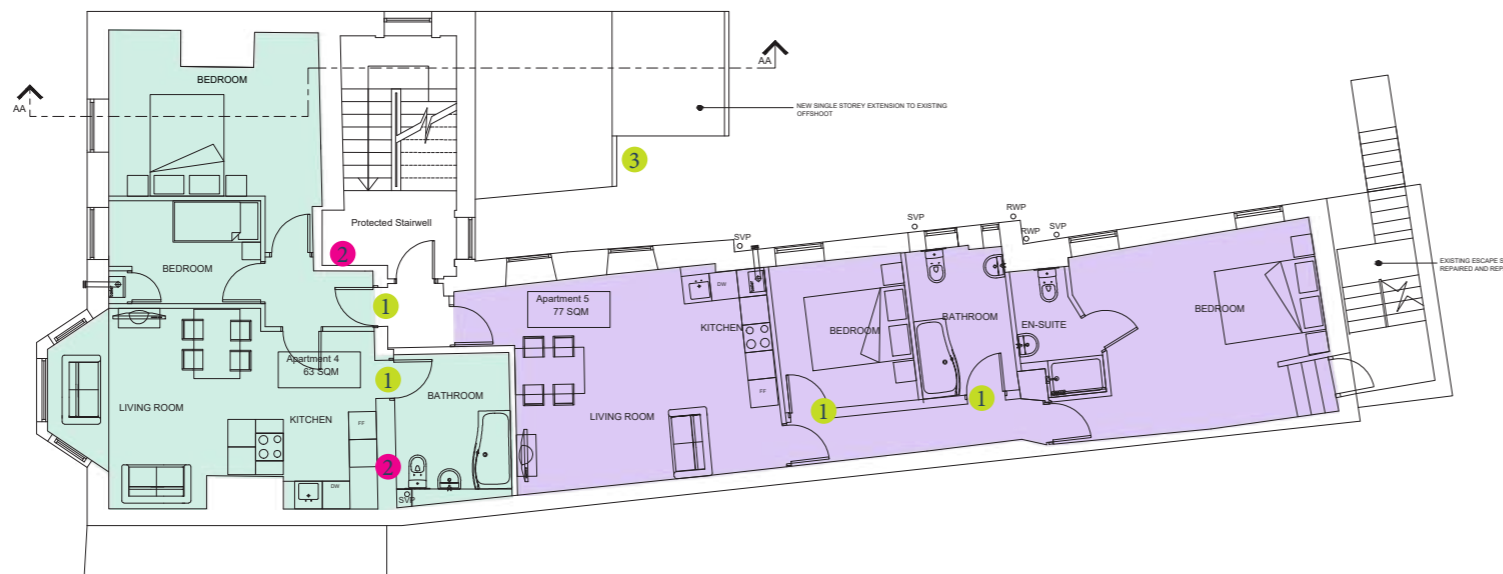 BEDROOM
AA
AA
NEW SINGLE STOREY EXTENSION TO EXISTING
OFFSHOOT
3
Protected Stairwell
2
BEDROOM
SVP
SVP
RWP
RWP
SVP
EXISTING ESCAPE S
REPAIRED AND REP
1
Apartment 5
77 SQM
DW
KITCHEN
BEDROOM
BATHROOM
EN-SUITE
BEDROOM
Apartment 4
63 SQM
1
BATHROOM
LIVING ROOM
KITCHEN
FF
FF
LIVING ROOM
1
1
2
DW
SVP